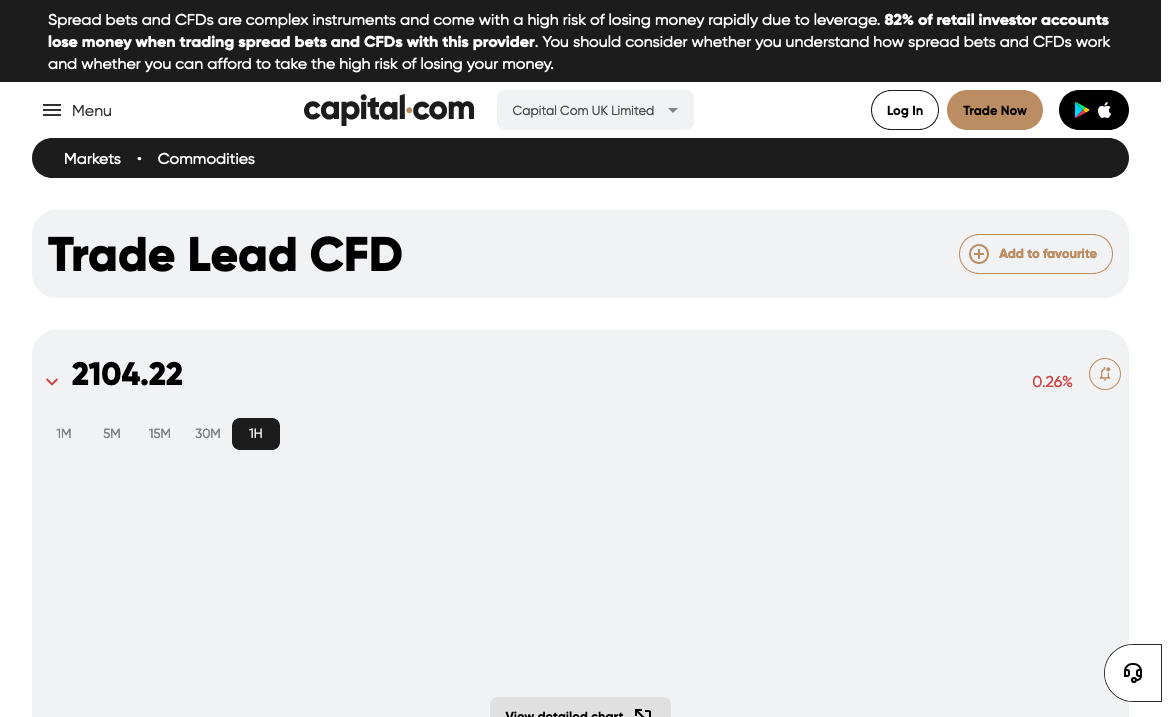 Spread bets and CFDs are complex instruments and come with a high risk of losing money rapidly due to leverage. 82% of retail investor accounts
lose money when trading spread bets and CFDs with this provider. You should consider whether you understand how spread bets and CFDs work
and whether you can afford to take the high risk of losing your money.
Menu
capital.com
Capital Com UK Limited
Log In
Trade Now
Markets • Commodities
Trade Lead CFD
Add to favourite
2104.22
0.26%
1M 5M 15M 30M 1H
View detailed chart